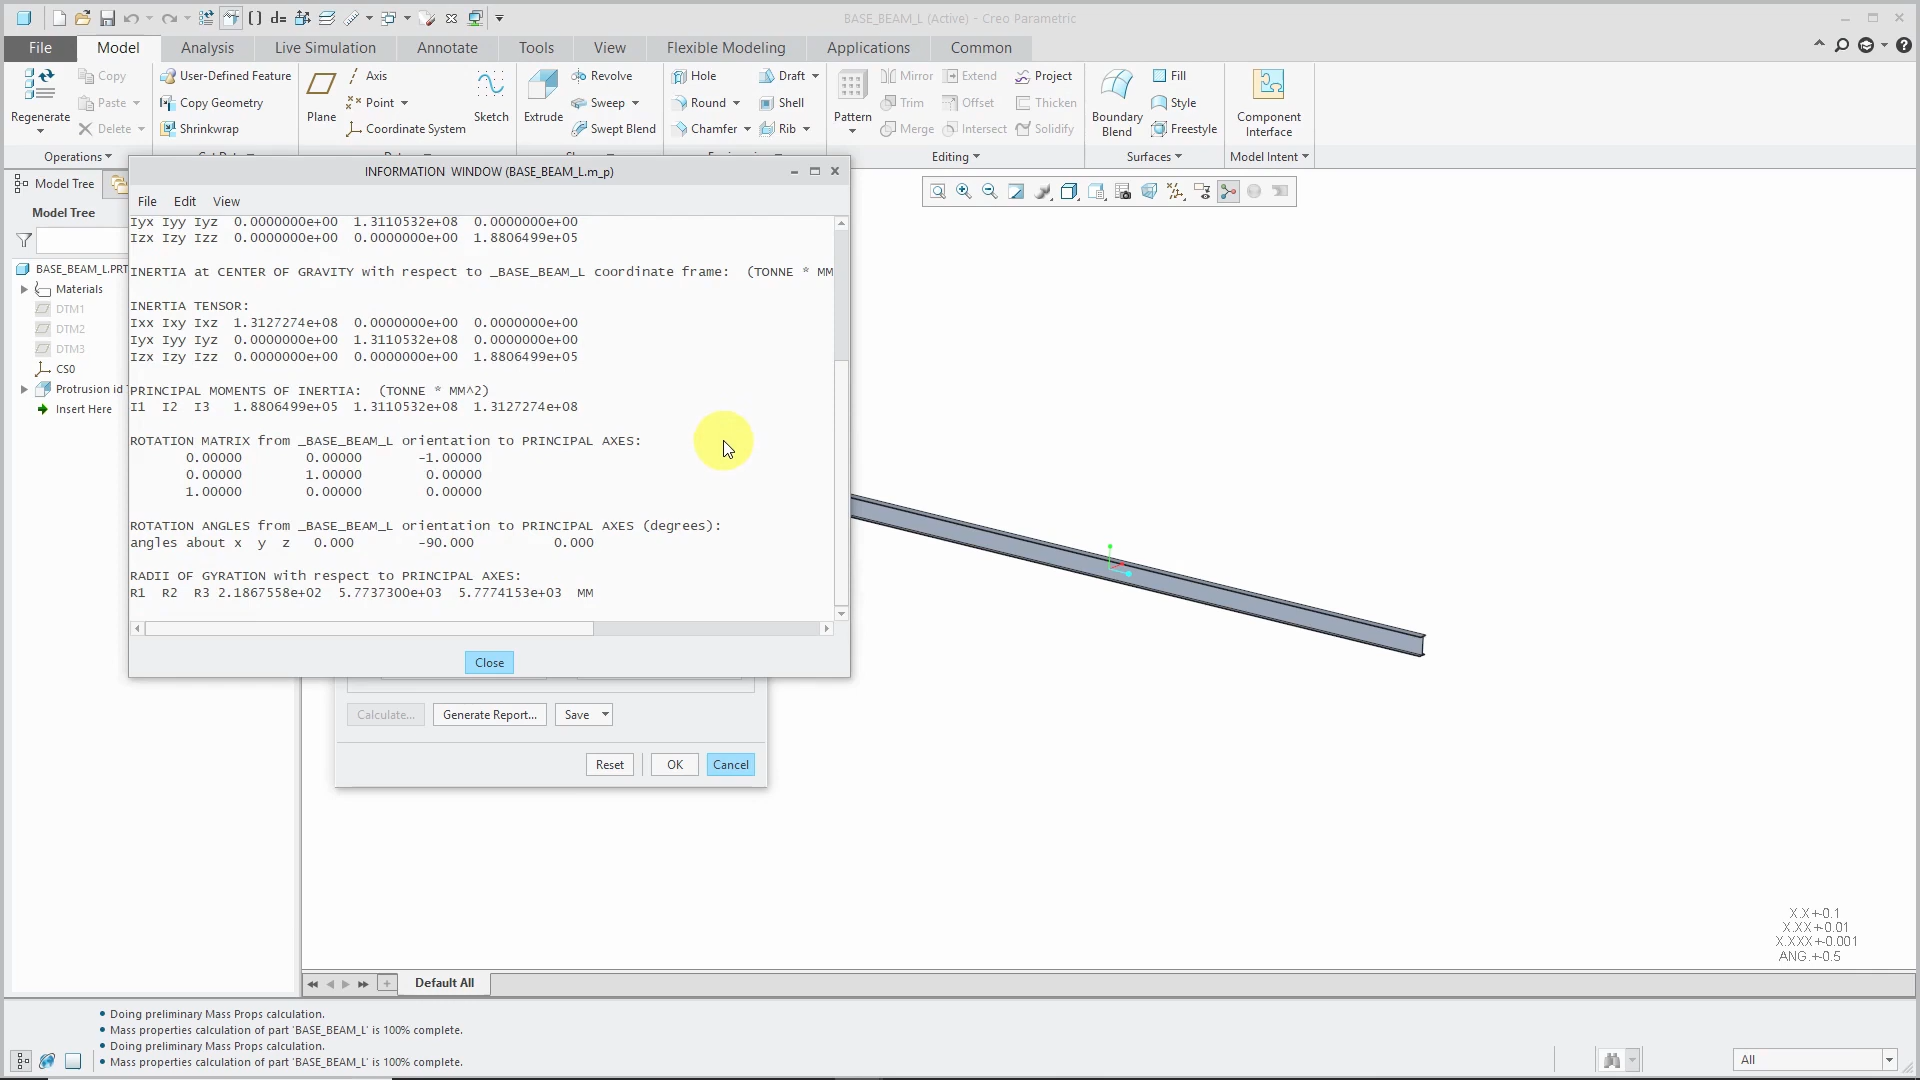 BASE_BEAM_L (Active) - Creo Parametric
d=
File Model Analysis Live Simulation Annotate Tools View Flexible Modeling Applications Common
Regenerate
Copy
Paste
Delete
User-Defined Feature
Copy Geometry
Shrinkwrap
Plane
Axis
Point
Coordinate System
Sketch
Extrude
Revolve
Sweep
Swept Blend
Hole
Round
Chamfer
Draft
Shell
Rib
Pattern
Mirror
Trim
Merge
Extend
Offset
Intersect
Project
Thicken
Solidify
Boundary
Blend
Fill
Style
Freestyle
Component
Interface
Operations
Editing
Surfaces
Model Intent
Model Tree
Model Tree
BASE_BEAM_L.PRT
Materials
DTM1
DTM2
DTM3
CS0
Protrusion id
Insert Here
INFORMATION WINDOW (BASE_BEAM_L.m_p)
File Edit View
Iyx Iyy Iyz 0.0000000e+00 1.3110532e+08 0.0000000e+00
Izx Izy Izz 0.0000000e+00 0.0000000e+00 1.8806499e+05
INERTIA at CENTER OF GRAVITY with respect to _BASE_BEAM_L coordinate frame: (TONNE * MM
INERTIA TENSOR:
Ixx Ixy Ixz 1.3127274e+08 0.0000000e+00 0.0000000e+00
Iyx Iyy Iyz 0.0000000e+00 1.3110532e+08 0.0000000e+00
Izx Izy Izz 0.0000000e+00 0.0000000e+00 1.8806499e+05
PRINCIPAL MOMENTS OF INERTIA: (TONNE * MM^2)
I1 I2 I3 1.8806499e+05 1.3110532e+08 1.3127274e+08
ROTATION MATRIX from _BASE_BEAM_L orientation to PRINCIPAL AXES:
0.00000 0.00000 -1.00000
0.00000 1.00000 0.00000
1.00000 0.00000 0.00000
ROTATION ANGLES from _BASE_BEAM_L orientation to PRINCIPAL AXES (degrees):
angles about x y z 0.000 -90.000 0.000
RADII OF GYRATION with respect to PRINCIPAL AXES:
R1 R2 R3 2.1867558e+02 5.7737300e+03 5.7774153e+03 MM
Close
Calculate... Generate Report... Save
Reset OK Cancel
X.X+-0.1
X.XX+-0.01
X.XXX+-0.001
ANG.+-0.5
Default All
• Doing preliminary Mass Props calculation.
• Mass properties calculation of part 'BASE_BEAM_L' is 100% complete.
• Doing preliminary Mass Props calculation.
• Mass properties calculation of part 'BASE_BEAM_L' is 100% complete.
All